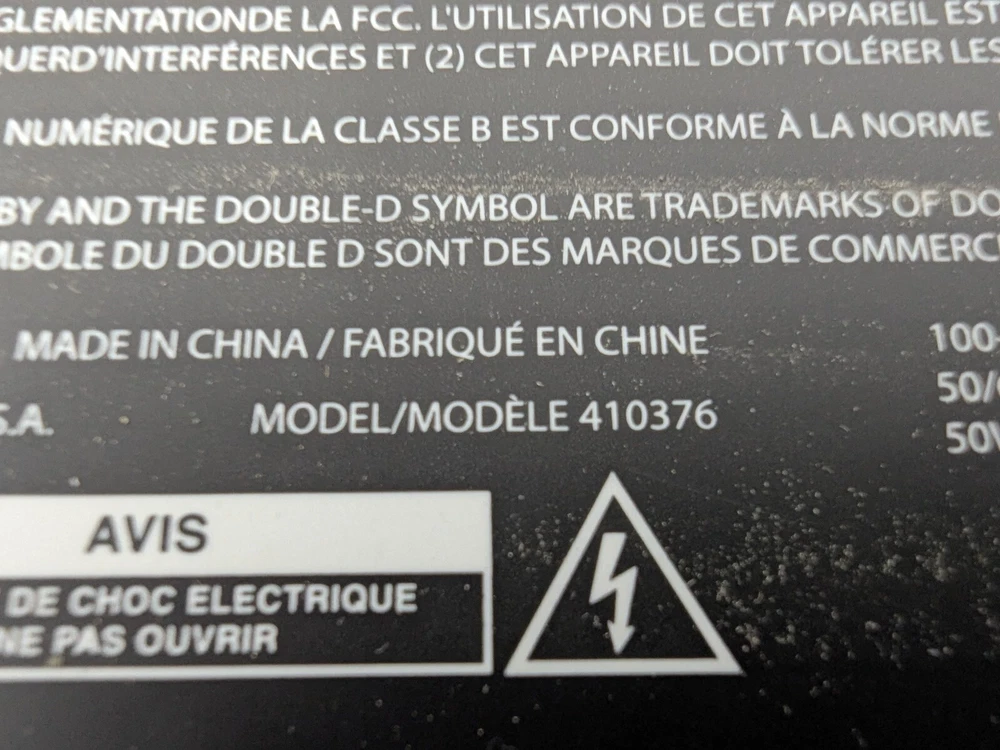 GLEMENTATIONDE LA FCC. L'UTILISATION DE CET APPAREIL EST
QUERD'INTERFÉRENCES ET (2) CET APPAREIL DOIT TOLÉRER LES
NUMÉRIQUE DE LA CLASSE B EST CONFORME À LA NORME
BY AND THE DOUBLE-D SYMBOL ARE TRADEMARKS OF DO
MBOLE DU DOUBLE D SONT DES MARQUES DE COMMERC
MADE IN CHINA / FABRIQUÉ EN CHINE
100-
S.A.
MODEL/MODÈLE 410376
50/
50W
AVIS
DE CHOC ELECTRIQUE
NE PAS OUVRIR